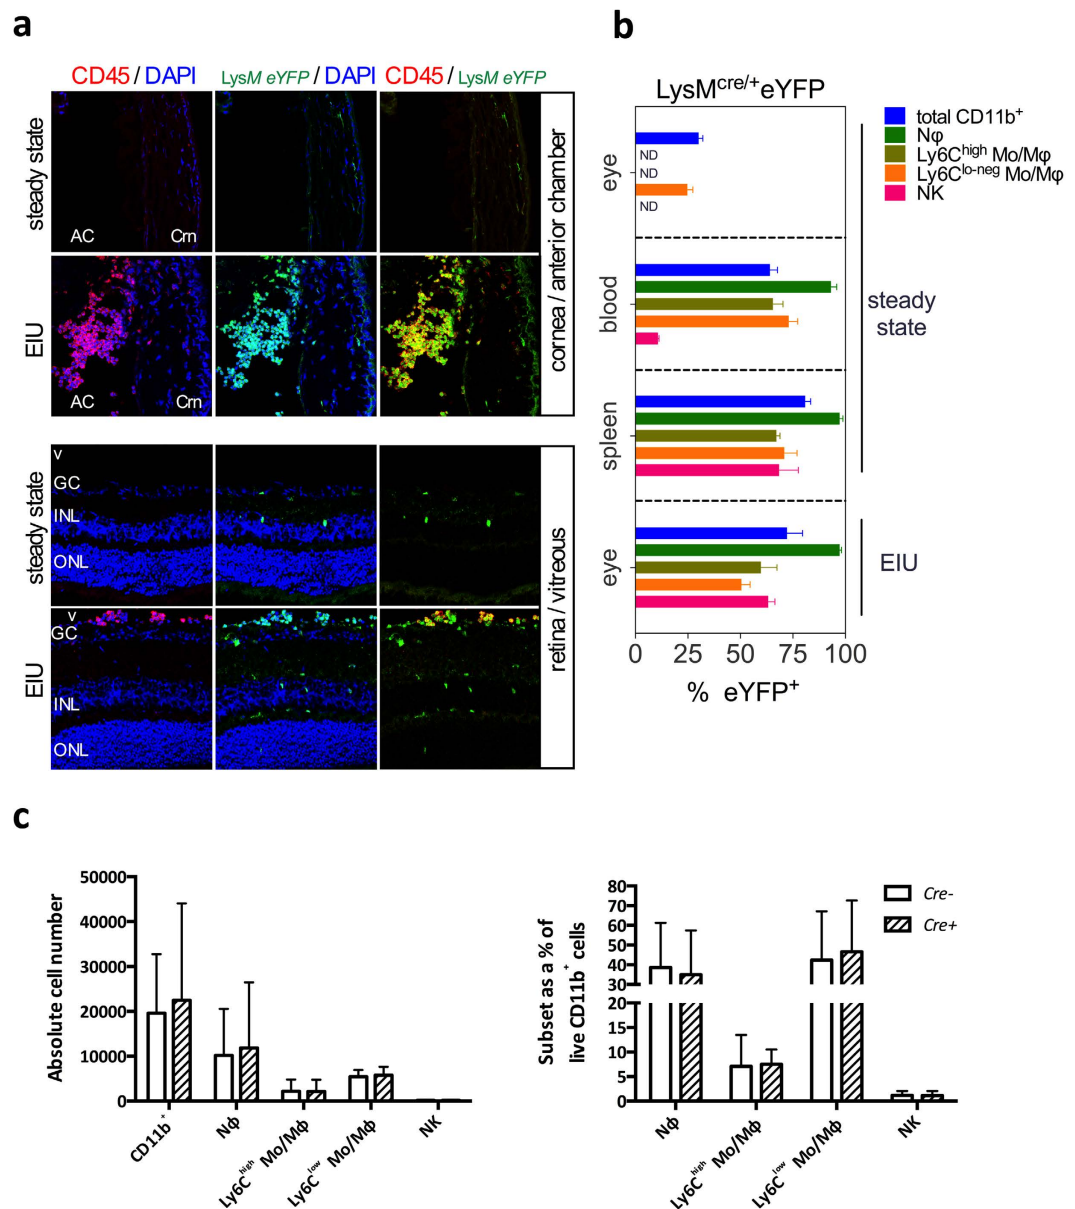 a
CD45 / DAPI LysM eYFP / DAPI CD45 / LysM eYFP
steady state
AC Crn
EIU
AC Crn
cornea / anterior chamber
steady state
v
GC
INL
ONL
EIU
v
GC
INL
ONL
retina / vitreous
b
LysMcre/+eYFP
total CD11b+
Nφ
Ly6Chigh Mo/Mφ
Ly6Clo-neg Mo/Mφ
NK
eye
ND
ND
ND
blood
spleen
steady
state
eye
EIU
0 25 50 75 100
% eYFP+
c
Absolute cell number
50000
40000
30000
20000
10000
0
CD11b+
Nφ
Ly6Chigh Mo/Mφ
Ly6Clow Mo/Mφ
NK
Subset as a % of
live CD11b+ cells
80
70
60
50
40
30
20
15
10
5
0
Nφ
Ly6Chigh Mo/Mφ
Ly6Clow Mo/Mφ
NK
Cre-
Cre+